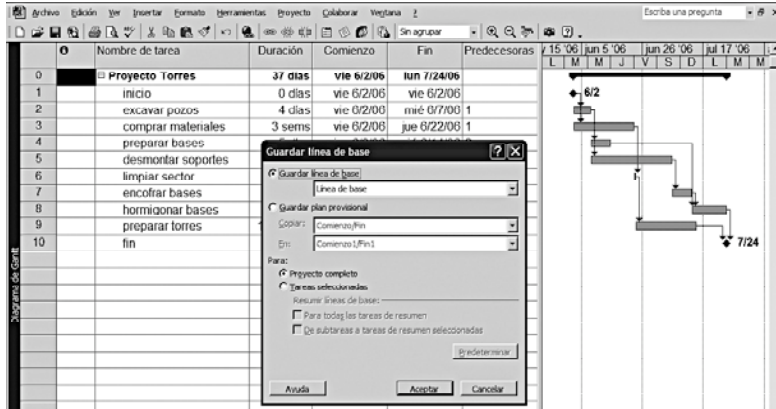 Archivo Edición Ver Insertar Formato Herramientas Proyecto Colaborar Ventana ? Escriba una pregunta
Sin agrupar
Nombre de tarea Duración Comienzo Fin Predecesoras 15 '06 jun 5 '06 jun 26 '06 jul 17 '06
L M M J V S D L M M
0 Proyecto Torres 37 días vie 6/2/06 lun 7/24/06
1 inicio 0 días vie 6/2/06 vie 6/2/06 6/2
2 excavar pozos 4 días vie 6/2/06 mié 6/7/06 1
3 comprar materiales 3 sems vie 6/2/06 jue 6/22/06 1
4 preparar bases
5 desmontar soportes
6 limpiar sector
7 encofrar bases
8 hormigonar bases
9 preparar torres
10 fin 7/24
Diagrama de Gantt
Guardar línea de base
Guardar línea de base
Línea de base
Guardar plan provisional
Copiar: Comienzo/Fin
En: Comienzo1/Fin1
Para:
Proyecto completo
Tareas seleccionadas
Resumir líneas de base:
Para todas las tareas de resumen
De subtareas a tareas de resumen seleccionadas
Predeterminar
Ayuda Aceptar Cancelar